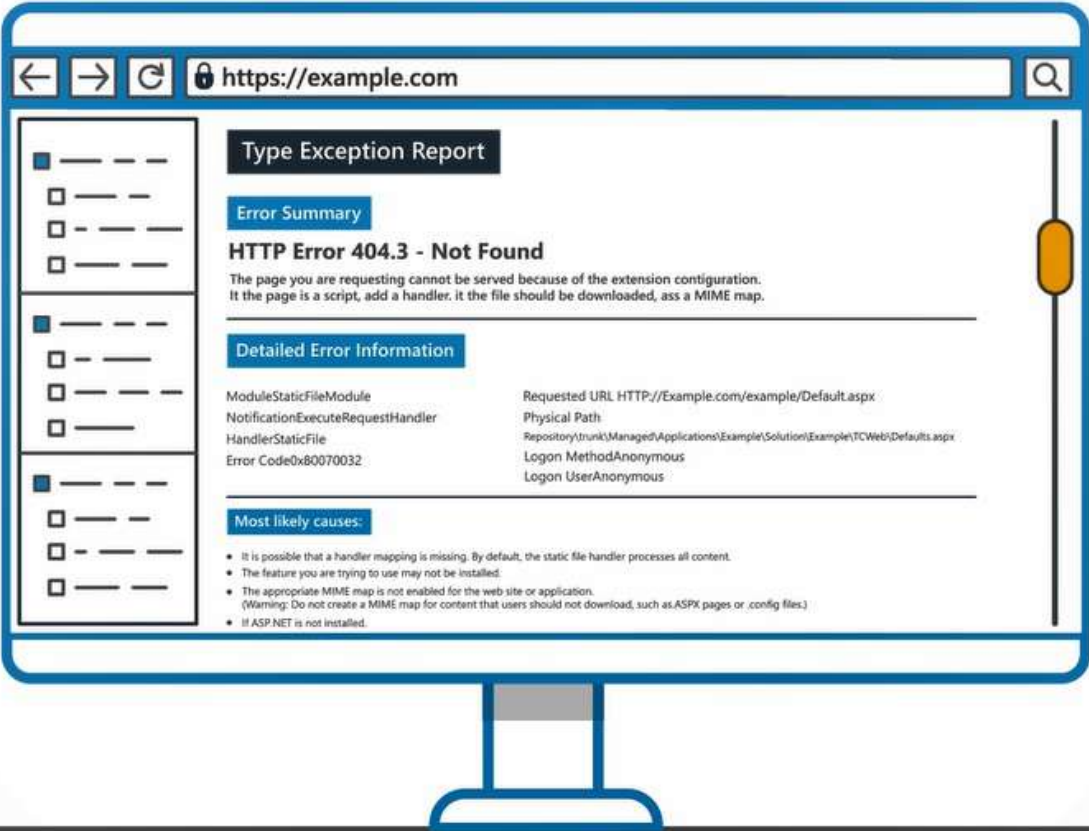 https://example.com
Type Exception Report
Error Summary
HTTP Error 404.3 - Not Found
The page you are requesting cannot be served because of the extension contiguration.
It the page is a script, add a handler. it the file should be downloaded, ass a MIME map.
Detailed Error Information
ModuleStaticFileModule
NotificationExecuteRequestHandler
HandlerStaticFile
Error Code0x80070032
Requested URL HTTP://Example.com/example/Default.aspx
Physical Path
Repository\trunk\Managed\Applications\Example\Solution\Example\TCWeb\Defaults.aspx
Logon MethodAnonymous
Logon UserAnonymous
Most likely causes:
• It is possible that a handler mapping is missing. By default, the static file handler processes all content.
• The feature you are trying to use may not be installed.
• The appropriate MIME map is not enabled for the web site or application.
(Warning: Do not create a MIME map for content that users should not download, such as.ASPX pages or .config files.)
• If ASP.NET is not installed.